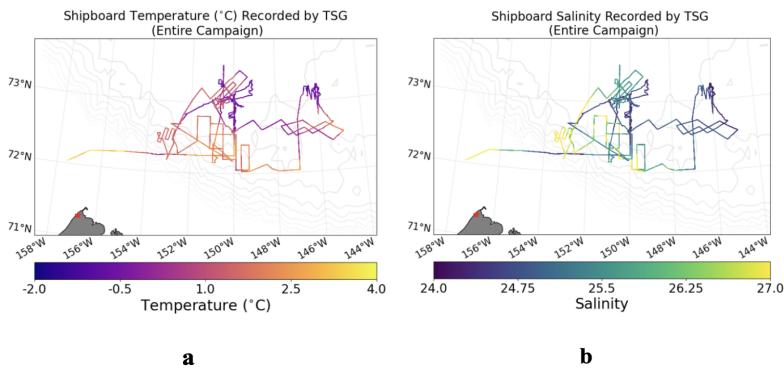 Shipboard Temperature (°C) Recorded by TSG
(Entire Campaign)
73°N
72°N
71°N
158°W 156°W 154°W 152°W 150°W 148°W 146°W 144°W
-2.0 -0.5 1.0 2.5 4.0
Temperature (°C)
a
Shipboard Salinity Recorded by TSG
(Entire Campaign)
73°N
72°N
71°N
158°W 156°W 154°W 152°W 150°W 148°W 146°W 144°W
24.0 24.75 25.5 26.25 27.0
Salinity
b